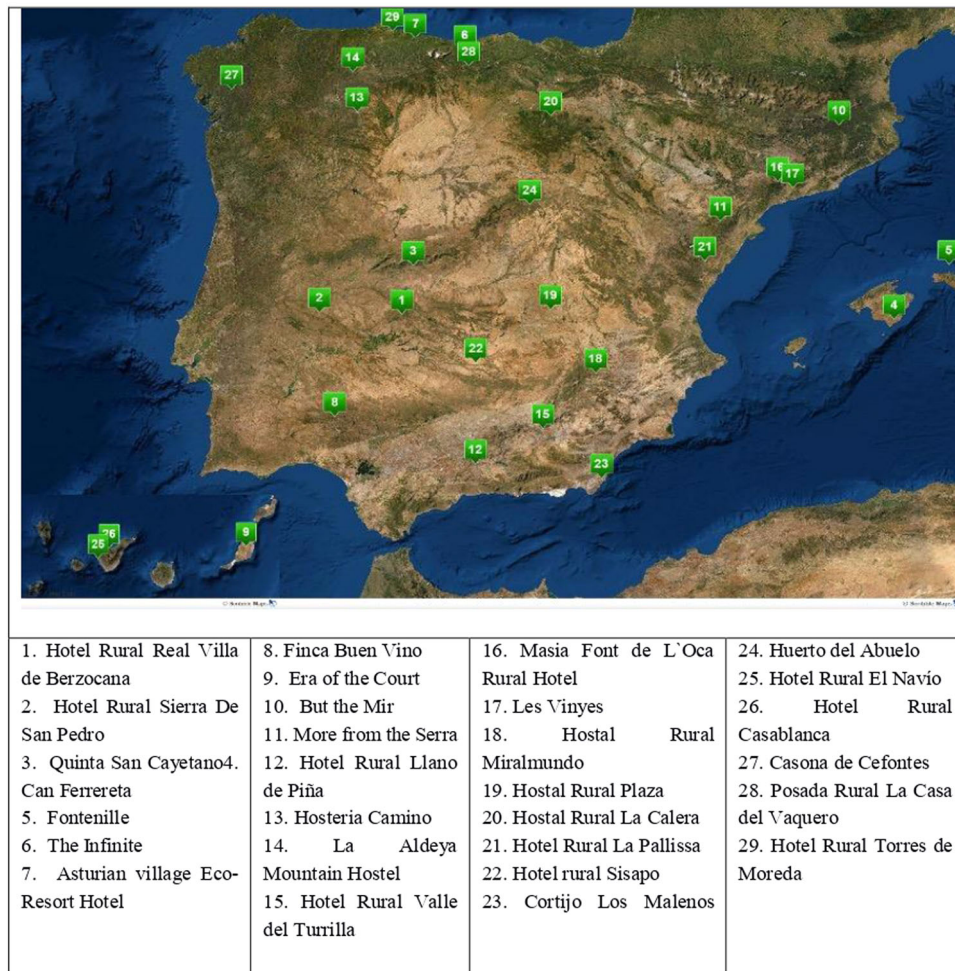 29
7
6
28
14
27
13
20
10
16
17
24
11
21
5
3
2
1
19
4
22
18
8
15
12
23
26
25
9
1. Hotel Rural Real Villa
de Berzocana
2. Hotel Rural Sierra De
San Pedro
3. Quinta San Cayetano4.
Can Ferrereta
5. Fontenille
6. The Infinite
7. Asturian village Eco-
Resort Hotel
8. Finca Buen Vino
9. Era of the Court
10. But the Mir
11. More from the Serra
12. Hotel Rural Llano
de Piña
13. Hosteria Camino
14. La Aldeya
Mountain Hostel
15. Hotel Rural Valle
del Turrilla
16. Masia Font de L`Oca
Rural Hotel
17. Les Vinyes
18. Hostal Rural
Miralmundo
19. Hostal Rural Plaza
20. Hostal Rural La Calera
21. Hotel Rural La Pallissa
22. Hotel rural Sisapo
23. Cortijo Los Malenos
24. Huerto del Abuelo
25. Hotel Rural El Navío
26. Hotel Rural
Casablanca
27. Casona de Cefontes
28. Posada Rural La Casa
del Vaquero
29. Hotel Rural Torres de
Moreda